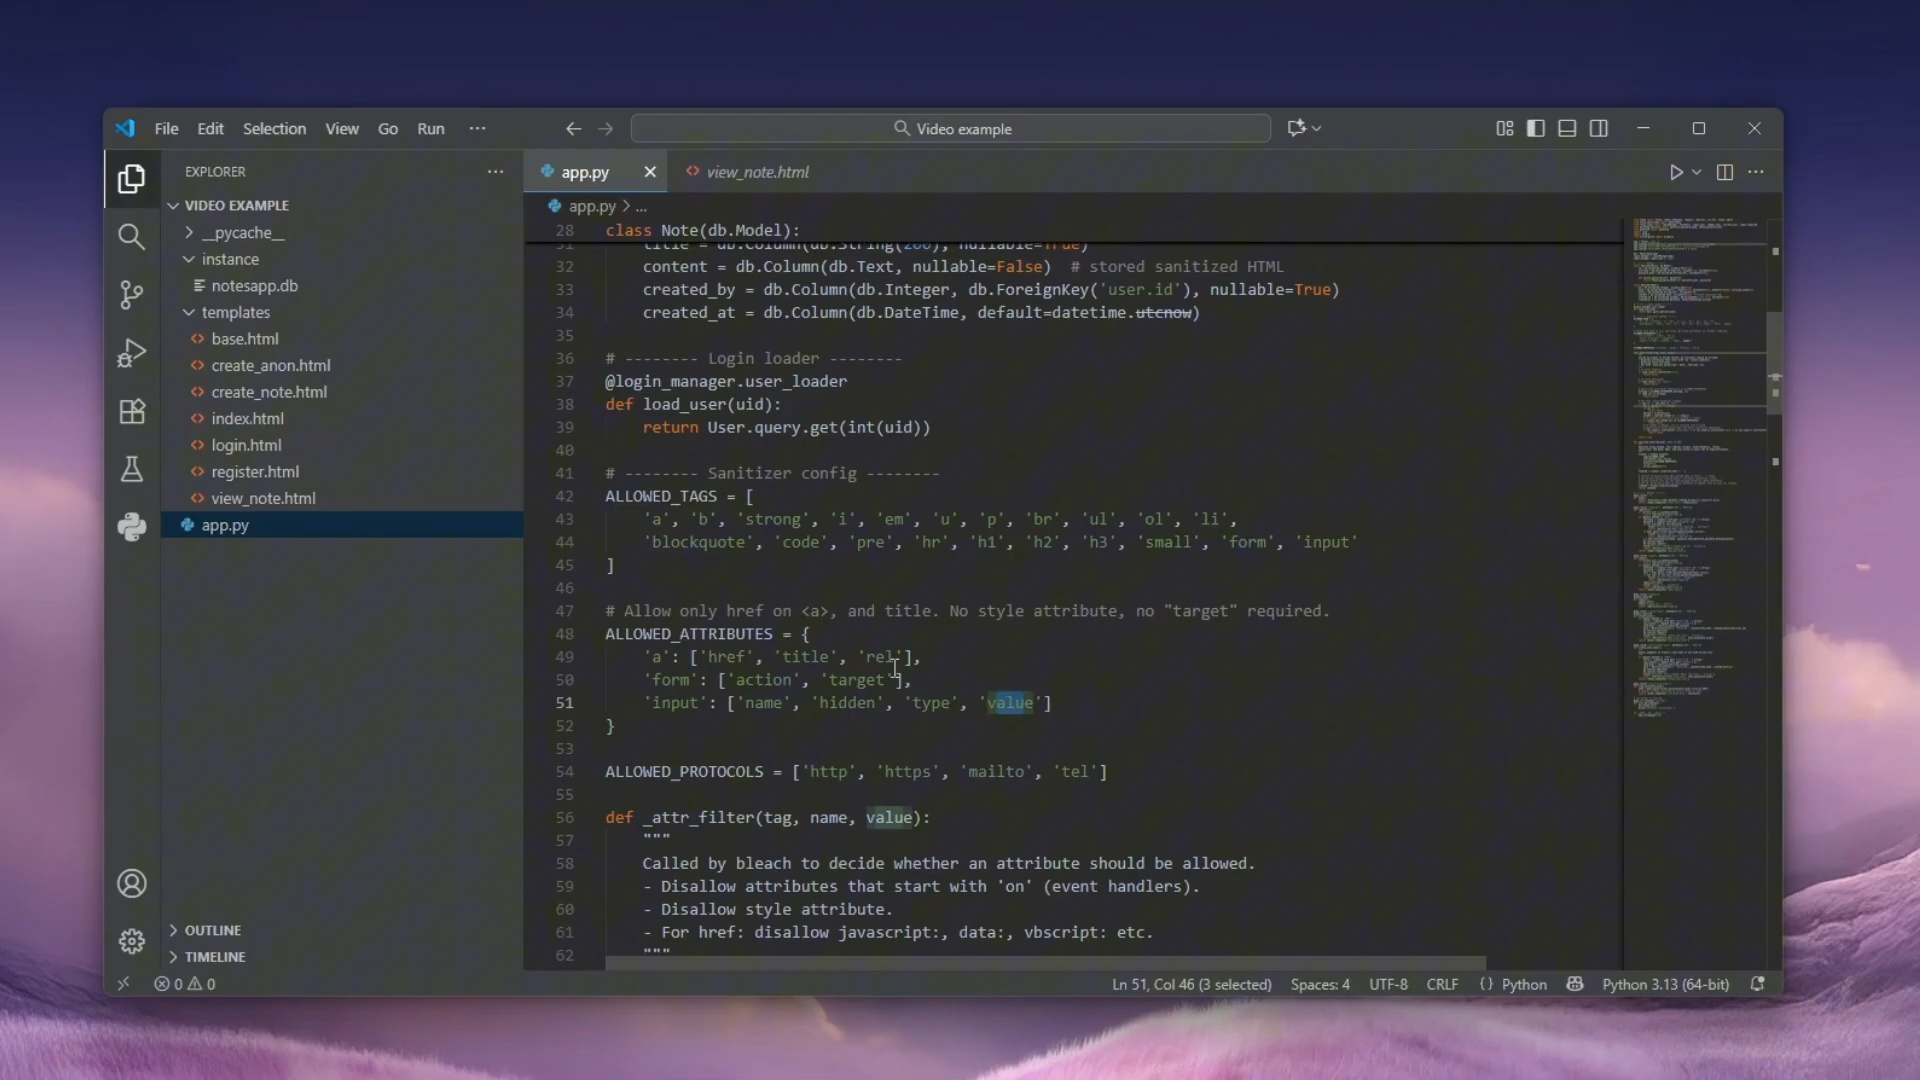 File Edit Selection View Go Run ···
Video example
EXPLORER ···
VIDEO EXAMPLE
__pycache__
instance
notesapp.db
templates
base.html
create_anon.html
create_note.html
index.html
login.html
register.html
view_note.html
app.py
OUTLINE
TIMELINE
app.py
view_note.html
app.py > ...
28 class Note(db.Model):
31 title = db.Column(db.String(200), nullable=True)
32 content = db.Column(db.Text, nullable=False)  # stored sanitized HTML
33 created_by = db.Column(db.Integer, db.ForeignKey('user.id'), nullable=True)
34 created_at = db.Column(db.DateTime, default=datetime.utcnow)
35
36 # -------- Login loader --------
37 @login_manager.user_loader
38 def load_user(uid):
39 return User.query.get(int(uid))
40
41 # -------- Sanitizer config --------
42 ALLOWED_TAGS = [
43 'a', 'b', 'strong', 'i', 'em', 'u', 'p', 'br', 'ul', 'ol', 'li',
44 'blockquote', 'code', 'pre', 'hr', 'h1', 'h2', 'h3', 'small', 'form', 'input'
45 ]
46
47 # Allow only href on <a>, and title. No style attribute, no "target" required.
48 ALLOWED_ATTRIBUTES = {
49 'a': ['href', 'title', 'rel'],
50 'form': ['action', 'target'],
51 'input': ['name', 'hidden', 'type', 'value']
52 }
53
54 ALLOWED_PROTOCOLS = ['http', 'https', 'mailto', 'tel']
55
56 def _attr_filter(tag, name, value):
57 """
58 Called by bleach to decide whether an attribute should be allowed.
59 - Disallow attributes that start with 'on' (event handlers).
60 - Disallow style attribute.
61 - For href: disallow javascript:, data:, vbscript: etc.
62 """
0 0
Ln 51, Col 46 (3 selected) Spaces: 4 UTF-8 CRLF {} Python Python 3.13 (64-bit)